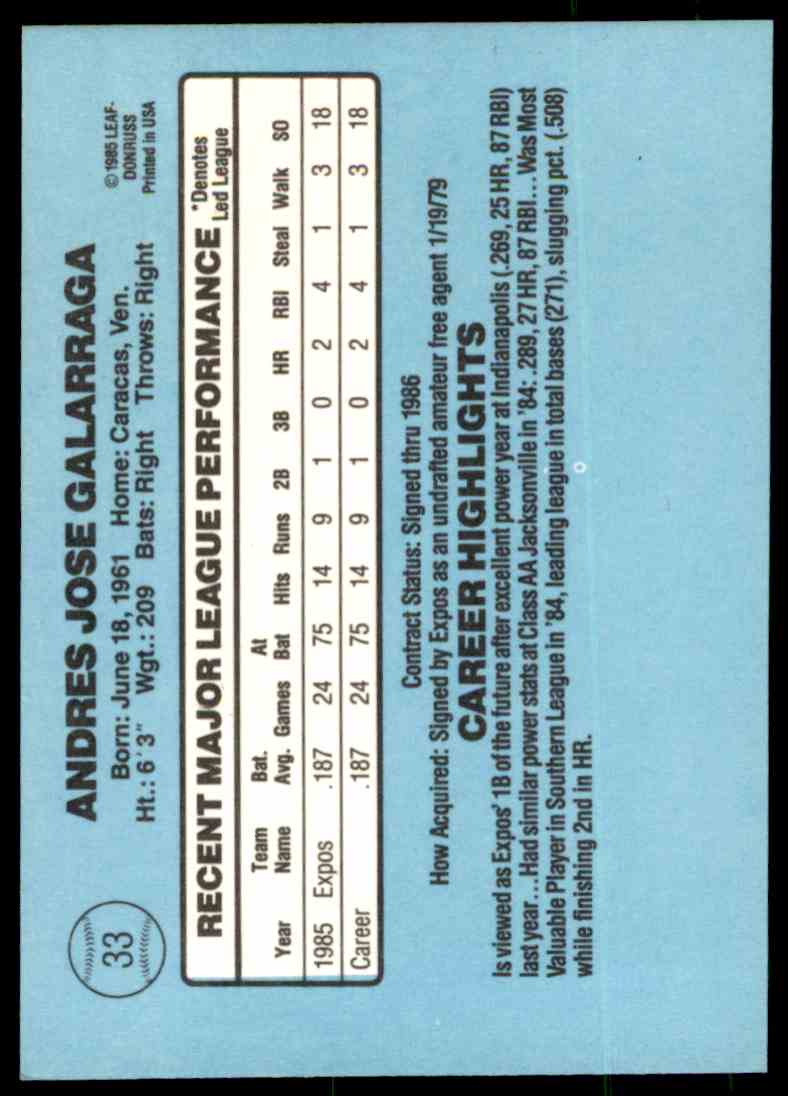 33
ANDRES JOSE GALARRAGA
Born: June 18, 1961 Home: Caracas, Ven.
Ht.: 6'3" Wgt.: 209 Bats: Right Throws: Right
© 1985 LEAF-
DONRUSS
Printed in USA
RECENT MAJOR LEAGUE PERFORMANCE
*Denotes
Led League
Team Bat. At
Year Name Avg. Games Bat Hits Runs 2B 3B HR RBI Steal Walk SO
1985 Expos .187 24 75 14 9 1 0 2 4 1 3 18
Career .187 24 75 14 9 1 0 2 4 1 3 18
Contract Status: Signed thru 1986
How Acquired: Signed by Expos as an undrafted amateur free agent 1/19/79
CAREER HIGHLIGHTS
Is viewed as Expos' 1B of the future after excellent power year at Indianapolis (.269, 25 HR, 87 RBI)
last year...Had similar power stats at Class AA Jacksonville in '84: .289, 27 HR, 87 RBI...Was Most
Valuable Player in Southern League in '84, leading league in total bases (271), slugging pct. (.508)
while finishing 2nd in HR.